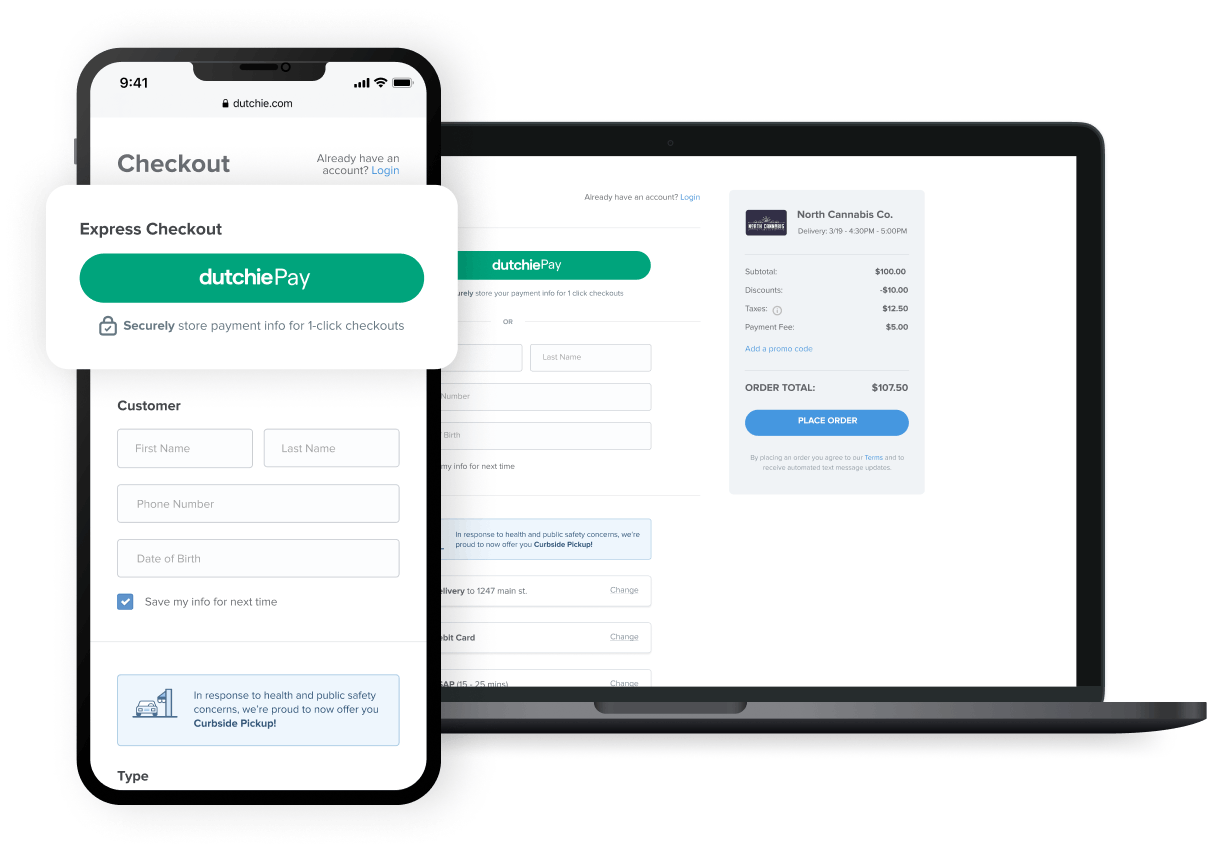 9:41
dutchie.com
Checkout
Already have an
account? Login
Express Checkout
dutchiePay
Securely store payment info for 1-click checkouts
Customer
First Name
Last Name
Phone Number
Date of Birth
Save my info for next time
In response to health and public safety
concerns, we're proud to now offer you
Curbside Pickup!
Type
Already have an account? Login
dutchiePay
store your payment info for 1 click checkouts
OR
Last Name
Number
Birth
my info for next time
In response to health and public safety concerns, we're
proud to now offer you Curbside Pickup!
to 1247 main st.
Change
Card
Change
(15 - 25 mins)
Change
NORTH CANNABIS
North Cannabis Co.
Delivery: 3/19 - 4:30PM - 5:00PM
Subtotal: $100.00
Discounts: -$10.00
Taxes: $12.50
Payment Fee: $5.00
Add a promo code
ORDER TOTAL: $107.50
PLACE ORDER
By placing an order you agree to our Terms and to
receive automated text message updates.